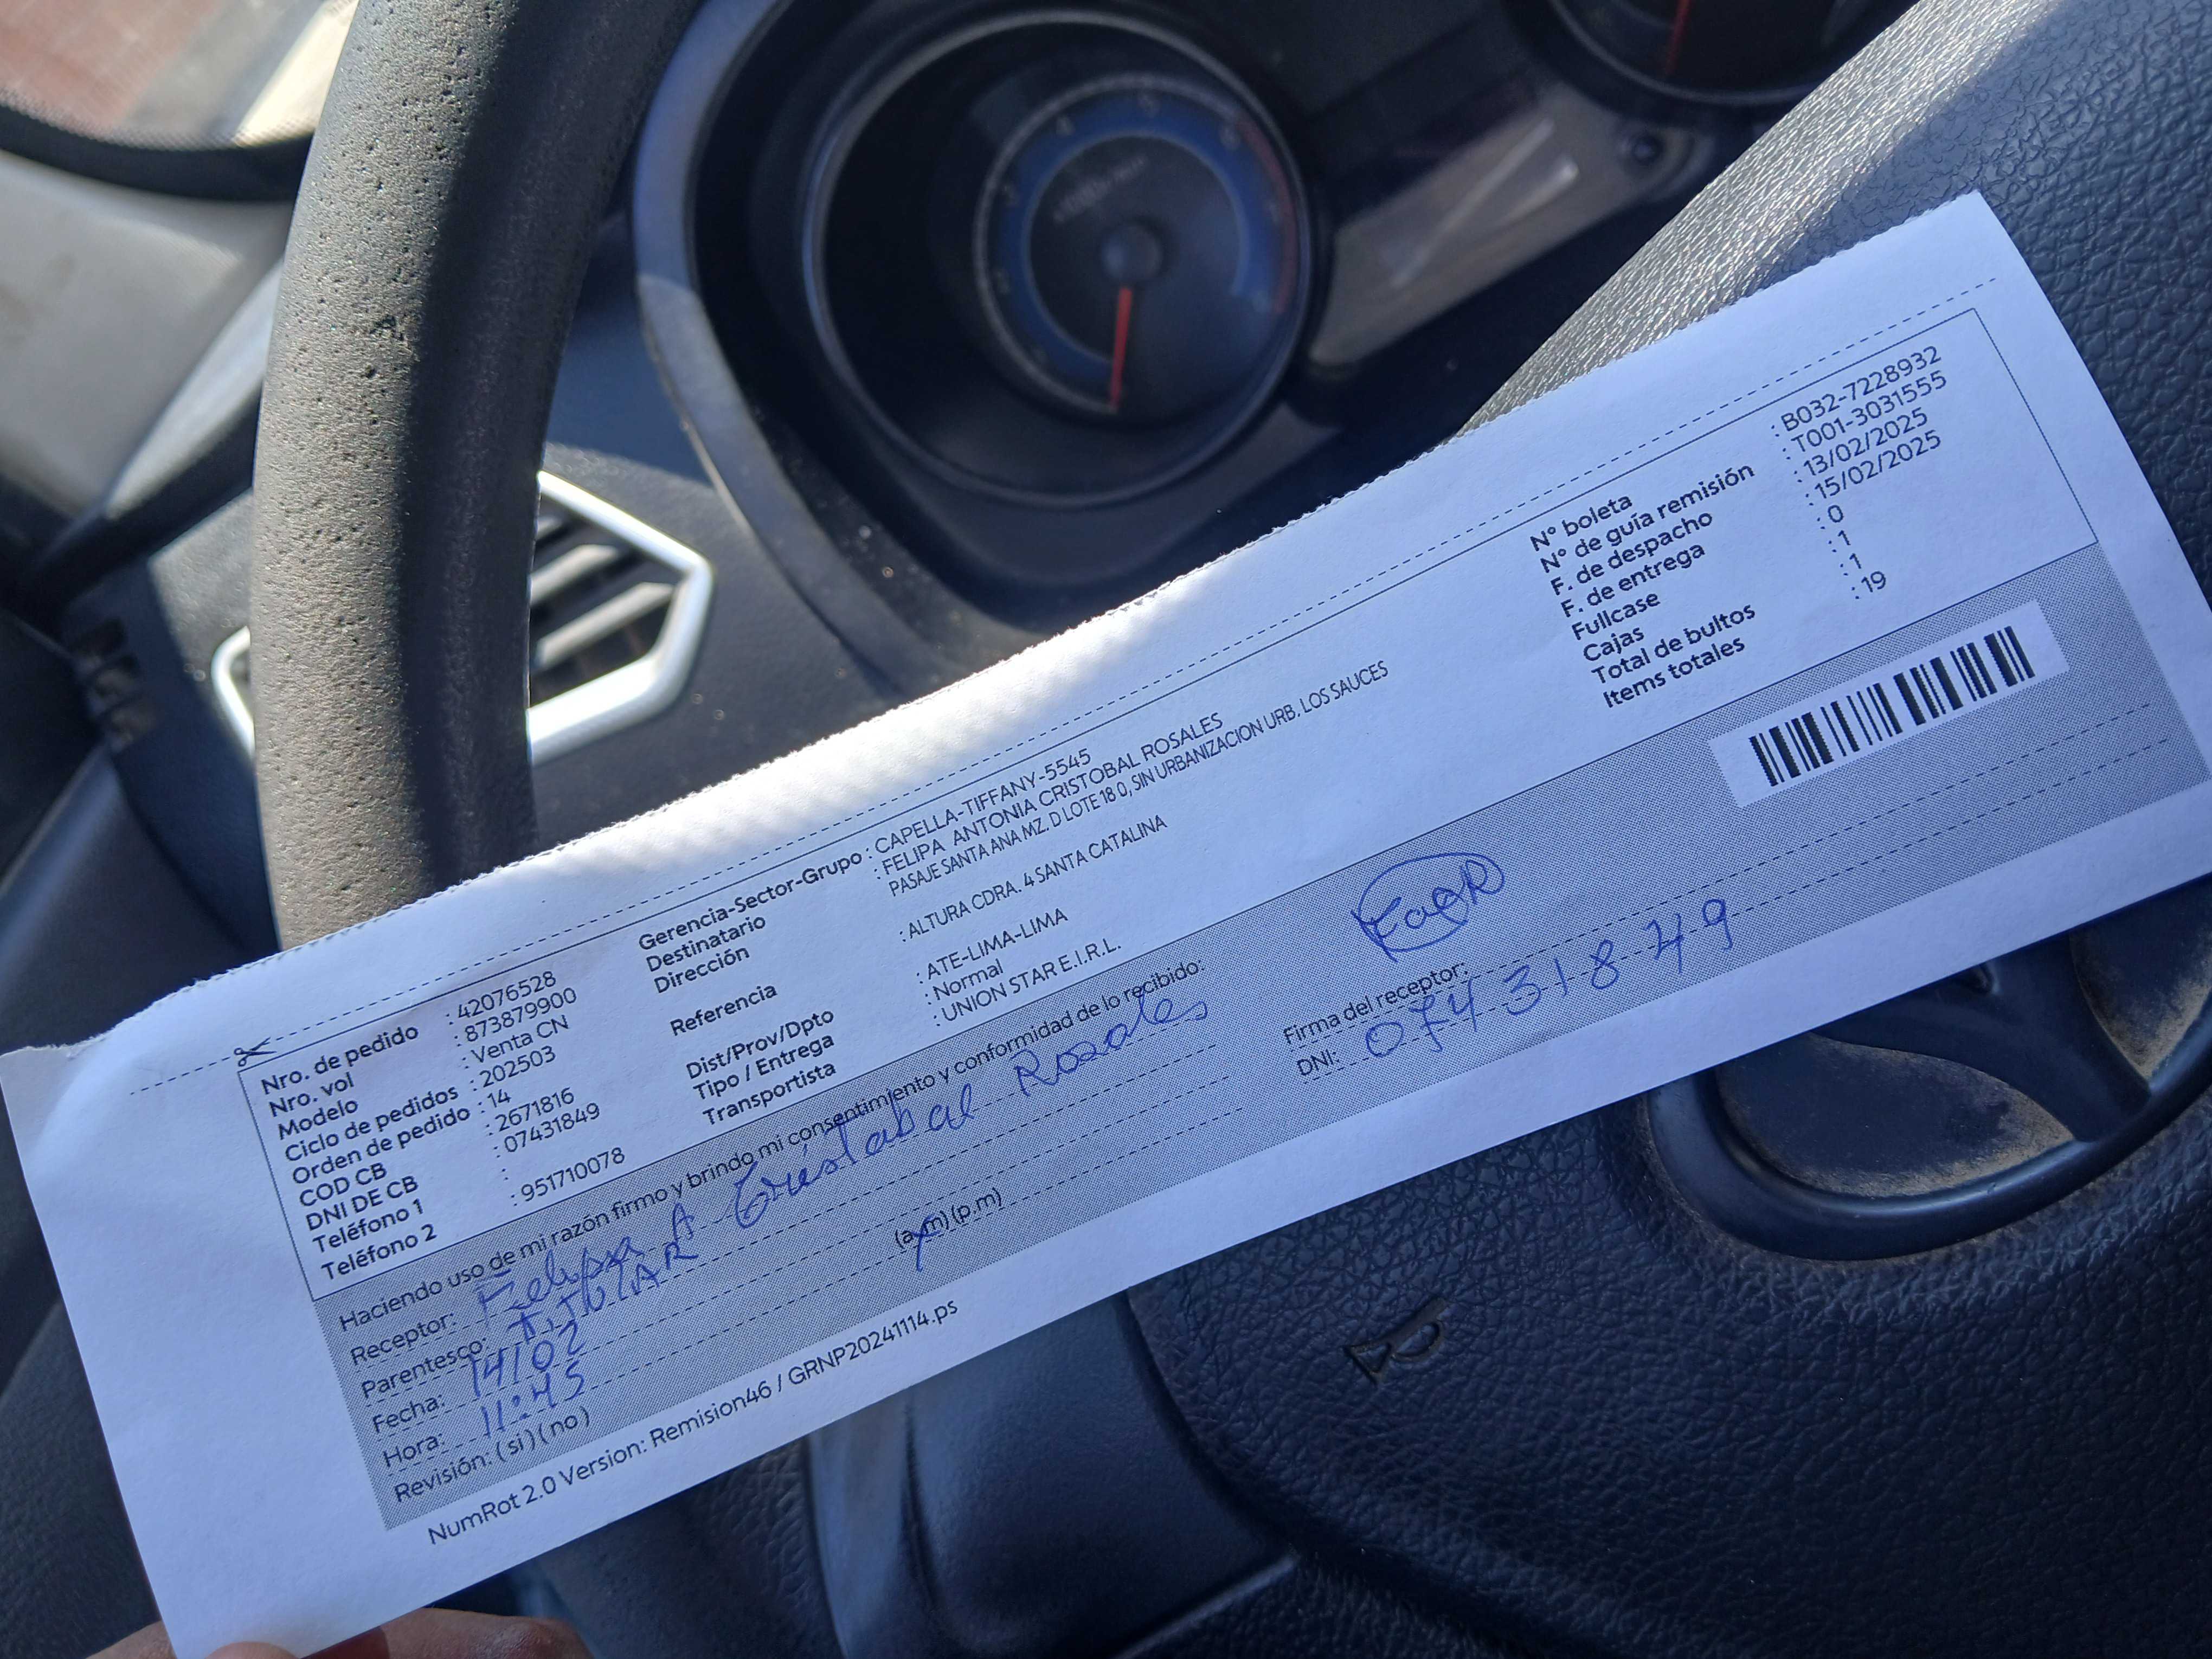 Nro. de pedido : 42076528
Nro. vol : 873879900
Modelo : Venta CN
Ciclo de pedidos : 202503
Orden de pedido : 14
COD CB : 2671816
DNI DE CB : 07431849
Teléfono 1 :
Teléfono 2 : 951710078
Gerencia-Sector-Grupo : CAPELLA-TIFFANY-5545
Destinatario : FELIPA ANTONIA CRISTOBAL ROSALES
Dirección : PASAJE SANTA ANA MZ. D LOTE 18 0, SIN URBANIZACION URB. LOS SAUCES
Referencia : ALTURA CDRA. 4 SANTA CATALINA
Dist/Prov/Dpto : ATE-LIMA-LIMA
Tipo / Entrega : Normal
Transportista : UNION STAR E.I.R.L.
N° boleta : B032-7228932
N° de guía remisión : T001-3031555
F. de despacho : 13/02/2025
F. de entrega : 15/02/2025
Fullcase : 0
Cajas : 1
Total de bultos : 1
Items totales : 19
Haciendo uso de mi razón firmo y brindo mi consentimiento y conformidad de lo recibido:
Receptor: Felipa A Cristabal Rosales
Parentesco: TiTULAR
Fecha: 14/02
Hora: 11:45 (a.m) (p.m)
Revisión: (si) (no)
Firma del receptor:
DNI: 07431849
NumRot 2.0 Version: Remision46 / GRNP20241114.ps